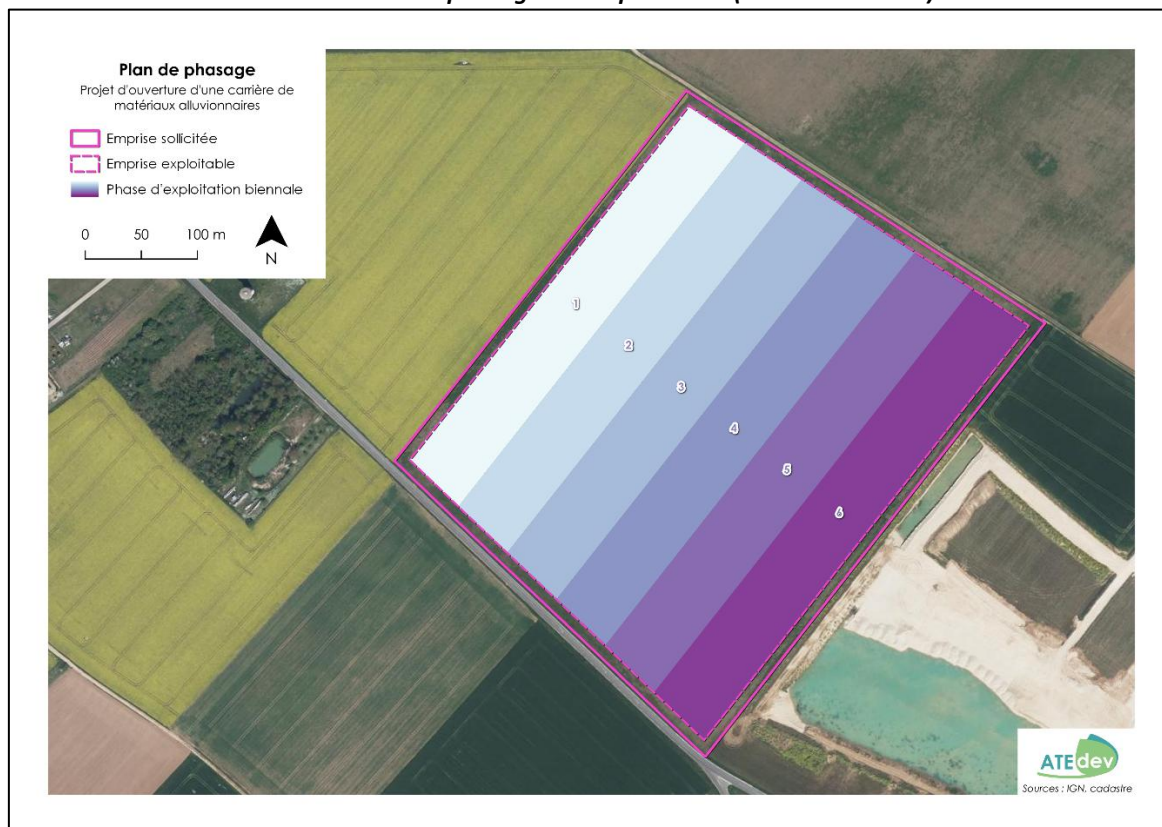 Plan de phasage
Projet d'ouverture d'une carrière de
matériaux alluvionnaires
Emprise sollicitée
Emprise exploitable
Phase d'exploitation biennale
0 50 100 m
N
1
2
3
4
5
6
ATEdev
Sources : IGN, cadastre